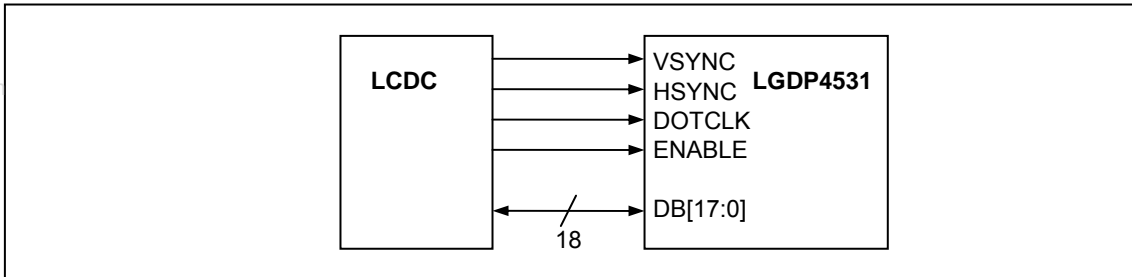 LCDC
VSYNC
LGDP4531
HSYNC
DOTCLK
ENABLE
DB[17:0]
18